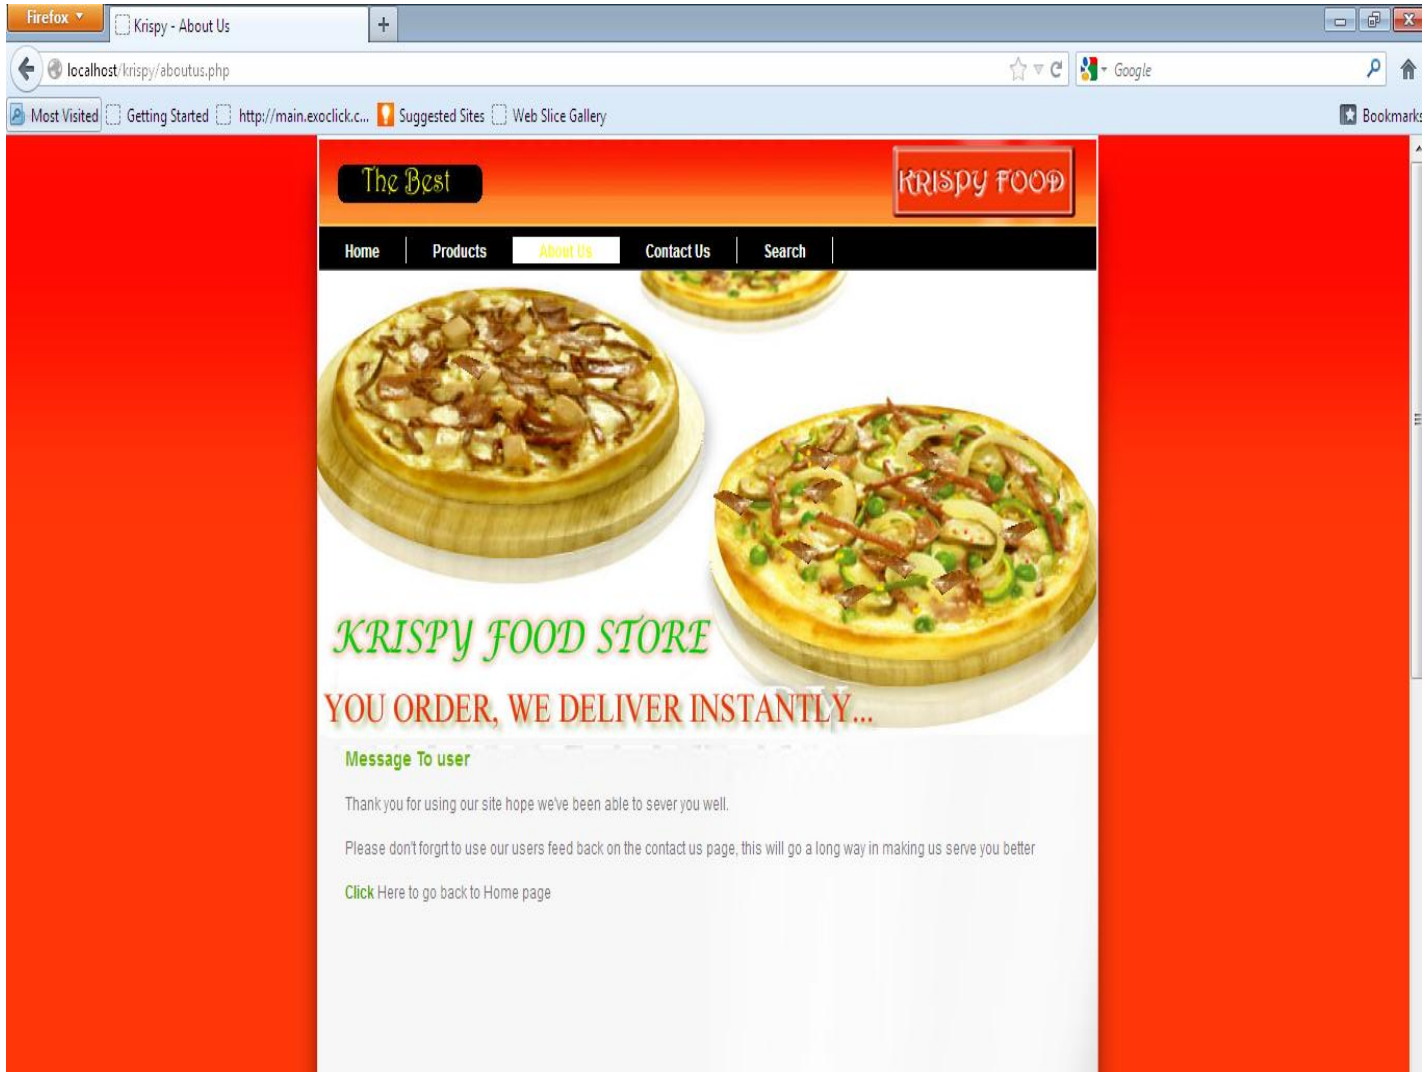 Firefox
Krispy - About Us
localhost/krispy/aboutus.php
Google
Most Visited Getting Started http://main.exoclick.c... Suggested Sites Web Slice Gallery Bookmarks
The Best
KRISPY FOOD
Home Products About Us Contact Us Search
KRISPY FOOD STORE
YOU ORDER, WE DELIVER INSTANTLY...
Message To user
Thank you for using our site hope we've been able to sever you well.
Please don't forgrt to use our users feed back on the contact us page, this will go a long way in making us serve you better
Click Here to go back to Home page